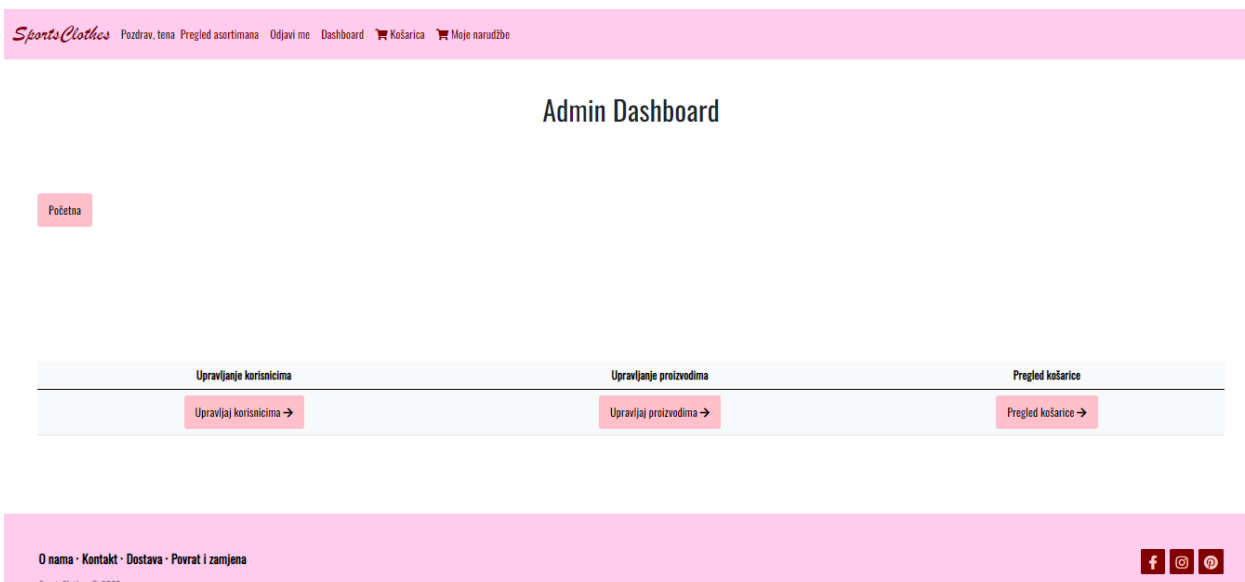 SportsClothes Pozdrav, tena Pregled asortimana Odjavi me Dashboard Košarica Moje narudžbe
Admin Dashboard
Početna
Upravljanje korisnicima Upravljanje proizvodima Pregled košarice
Upravljaj korisnicima → Upravljaj proizvodima → Pregled košarice →
O nama · Kontakt · Dostava · Povrat i zamjena